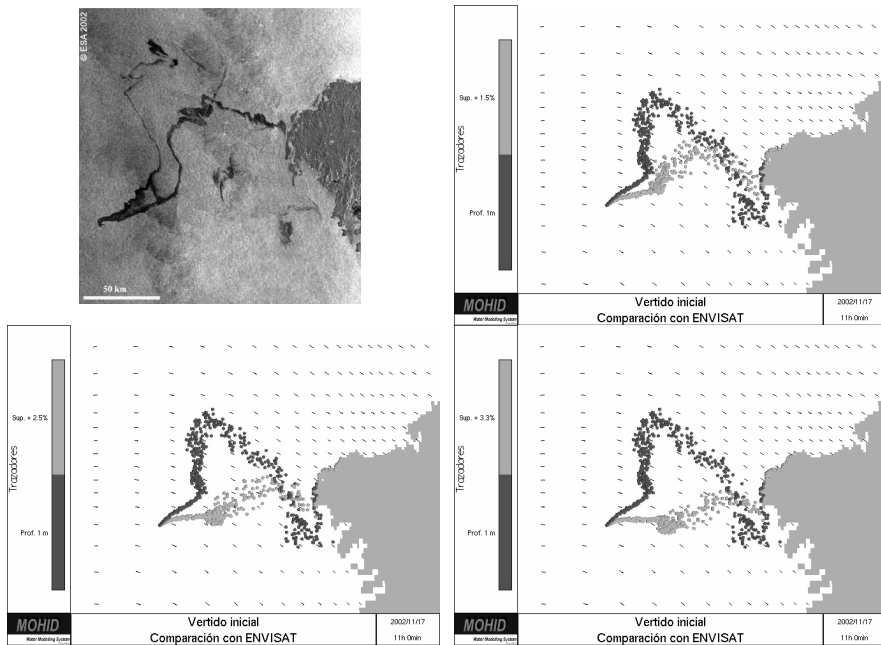 © ESA 2002
50 km
Sup. + 1.5%
Trazadores
Prof. 1m
MOHID
Water Modelling System
Vertido inicial
Comparación con ENVISAT
2002/11/17
11h 0min
Sup. + 2.5%
Trazadores
Prof. 1 m
MOHID
Water Modelling System
Vertido inicial
Comparación con ENVISAT
2002/11/17
11h 0min
Sup. + 3.3%
Trazadores
Prof. 1 m
MOHID
Water Modelling System
Vertido inicial
Comparación con ENVISAT
2002/11/17
11h 0min